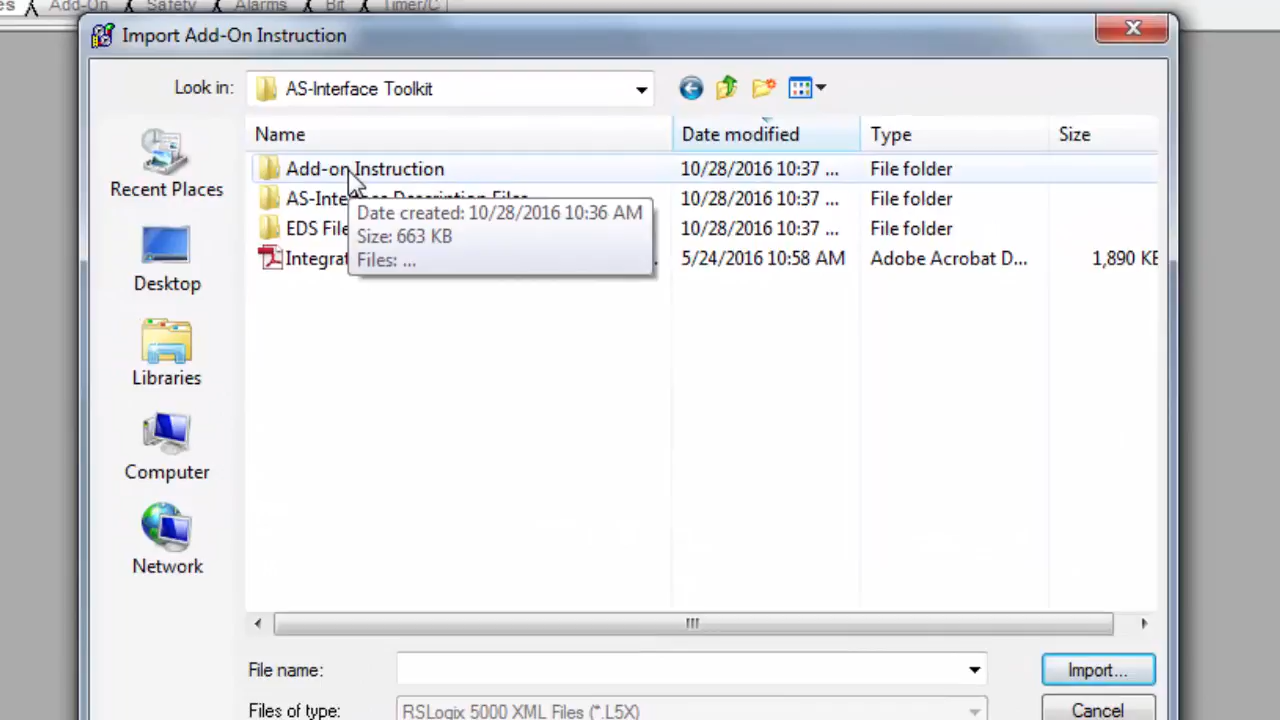 Add-On Safety Alarms Bit Timer/C
Import Add-On Instruction
Look in: AS-Interface Toolkit
Name Date modified Type Size
Add-on Instruction 10/28/2016 10:37 ... File folder
10/28/2016 10:37 ... File folder
EDS File 10/28/2016 10:37 ... File folder
5/24/2016 10:58 AM Adobe Acrobat D... 1,890 KB
Date created: 10/28/2016 10:36 AM
Size: 663 KB
Files: ...
Recent Places
Desktop
Libraries
Computer
Network
File name:
Import...
Files of type: RSLogix 5000 XML Files (*.L5X)
Cancel